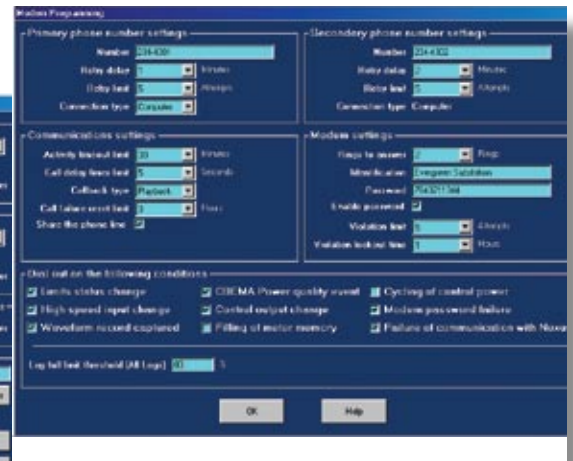 Modem Programming
Primary phone number settings
Number
Retry delay 1 Minutes
Retry limit 5 Attempts
Connection type Computer
Secondary phone number settings
Number
Retry delay 2 Minutes
Retry limit 5 Attempts
Connection type Computer
Communications settings
Activity timeout limit 30 Minutes
Call delay timer limit 5 Seconds
Callback type
Call failure reset limit Hours
Share the phone line
Modem settings
Rings to answer 2 Rings
Identification Evergreen Substation
Password
Enable password
Violation limit 5 Attempts
Violation lockout time 1 Hours
Dial out on the following conditions
Limits status change
CBEMA Power quality event
Cycling of control power
High speed input change
Control output change
Modem password failure
Waveform record captured
Filling of meter memory
Failure of communication with
Log full limit threshold (All Logs) %
OK
Help